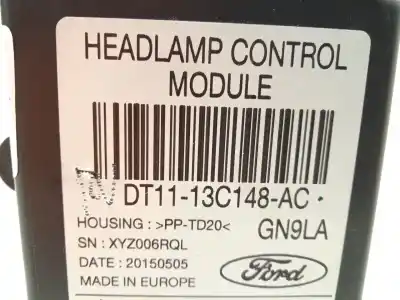 HEADLAMP CONTROL
MODULE
DT11-13C148-AC
HOUSING : >PP-TD20< GN9LA
SN : XYZ006RQL
DATE : 20150505
MADE IN EUROPE
Ford